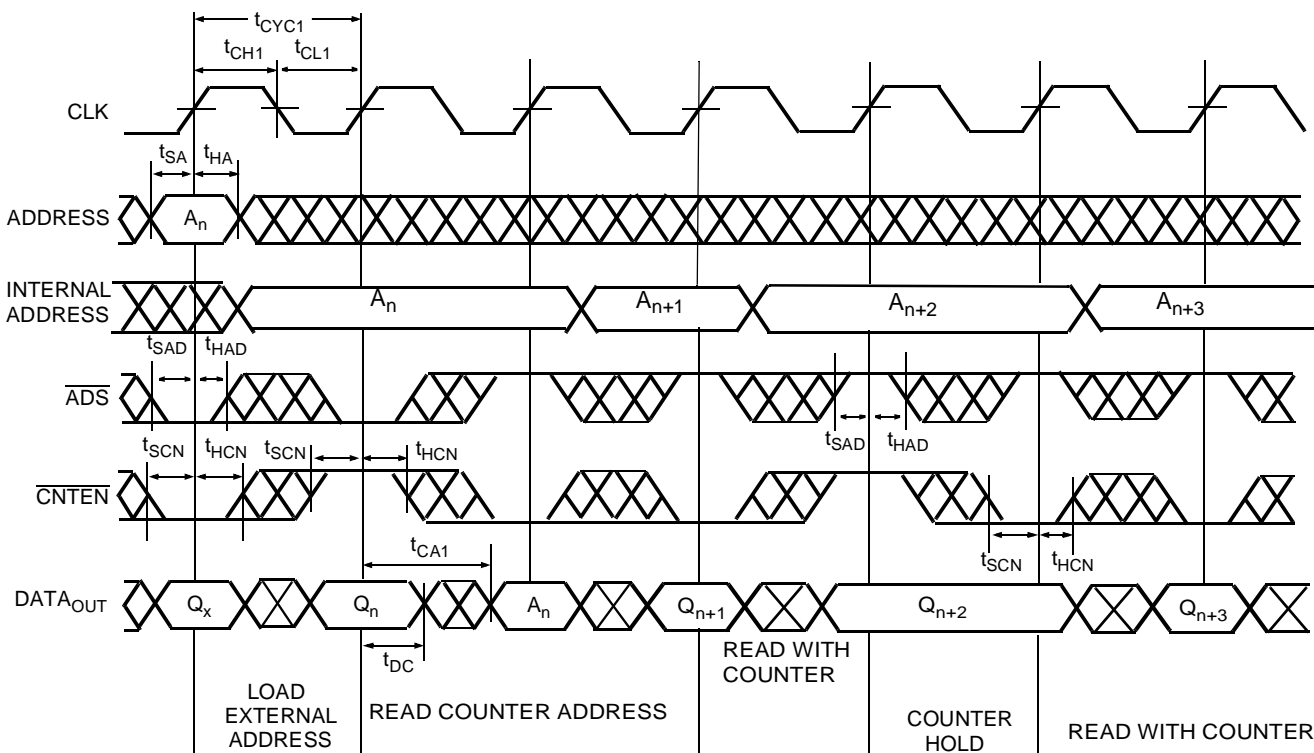 tCYC1
tCH1 tCL1
CLK
tSA tHA
ADDRESS An
INTERNAL ADDRESS An An+1 An+2 An+3
tSAD tHAD
ADS
tSAD tHAD
tSCN tHCN tSCN tHCN
CNTEN
tSCN tHCN
tCA1
DATAOUT Qx Qn An Qn+1 Qn+2 Qn+3
tDC
READ WITH
COUNTER
LOAD
EXTERNAL
ADDRESS
READ COUNTER ADDRESS
COUNTER
HOLD
READ WITH COUNTER